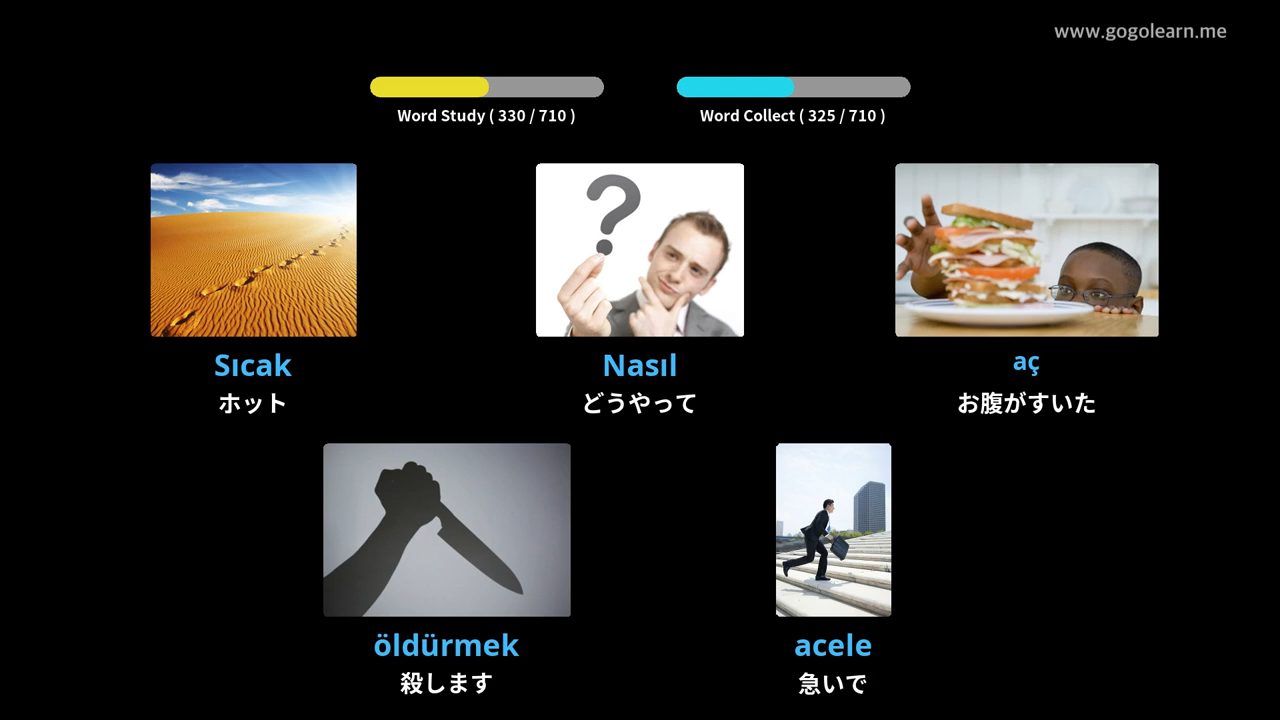 www.gogolearn.me
Word Study ( 330 / 710 )
Word Collect ( 325 / 710 )
Sıcak
ホット
Nasıl
どうやって
aç
お腹がすいた
öldürmek
殺します
acele
急いで